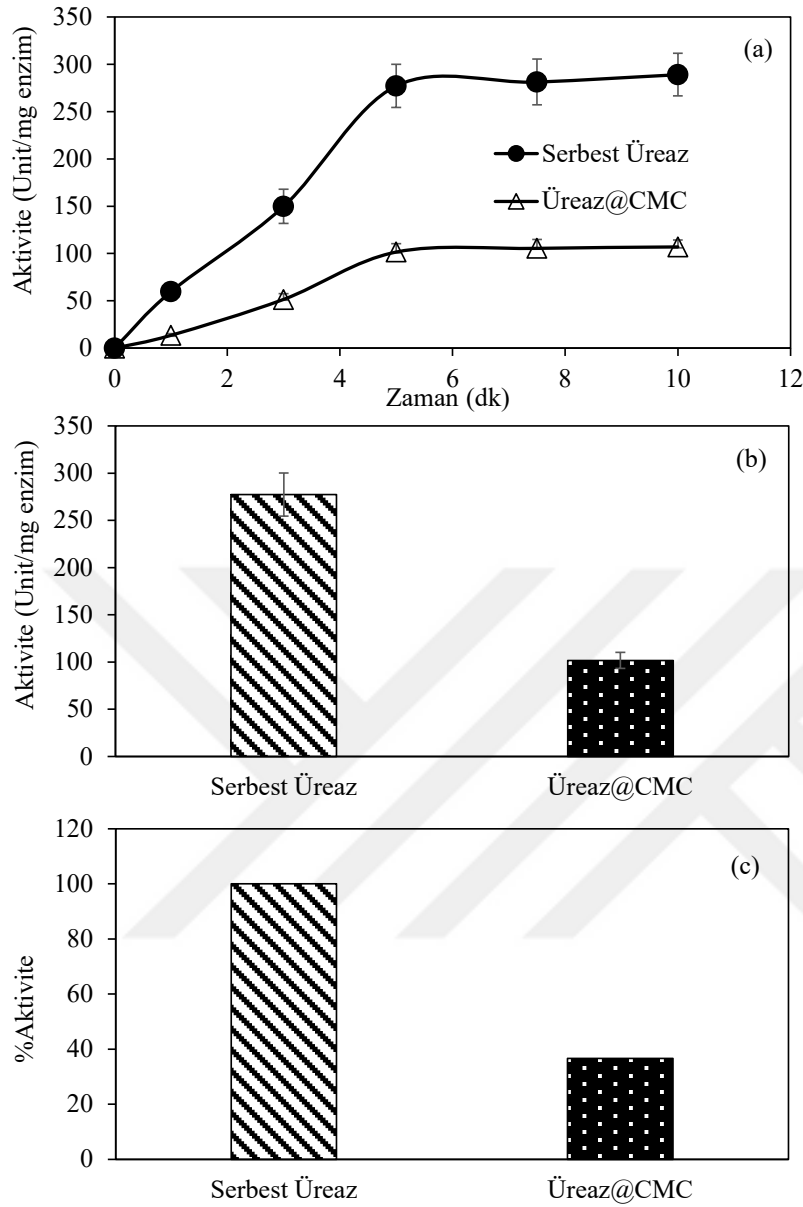 350
300
250
200
150
100
50
0
Aktivite (Unit/mg enzim)
(a)
Serbest Üreaz
Üreaz@CMC
0 2 4 6 8 10 12
Zaman (dk)
350
300
250
200
150
100
50
0
Aktivite (Unit/mg enzim)
(b)
Serbest Üreaz Üreaz@CMC
120
100
80
60
40
20
0
%Aktivite
(c)
Serbest Üreaz Üreaz@CMC